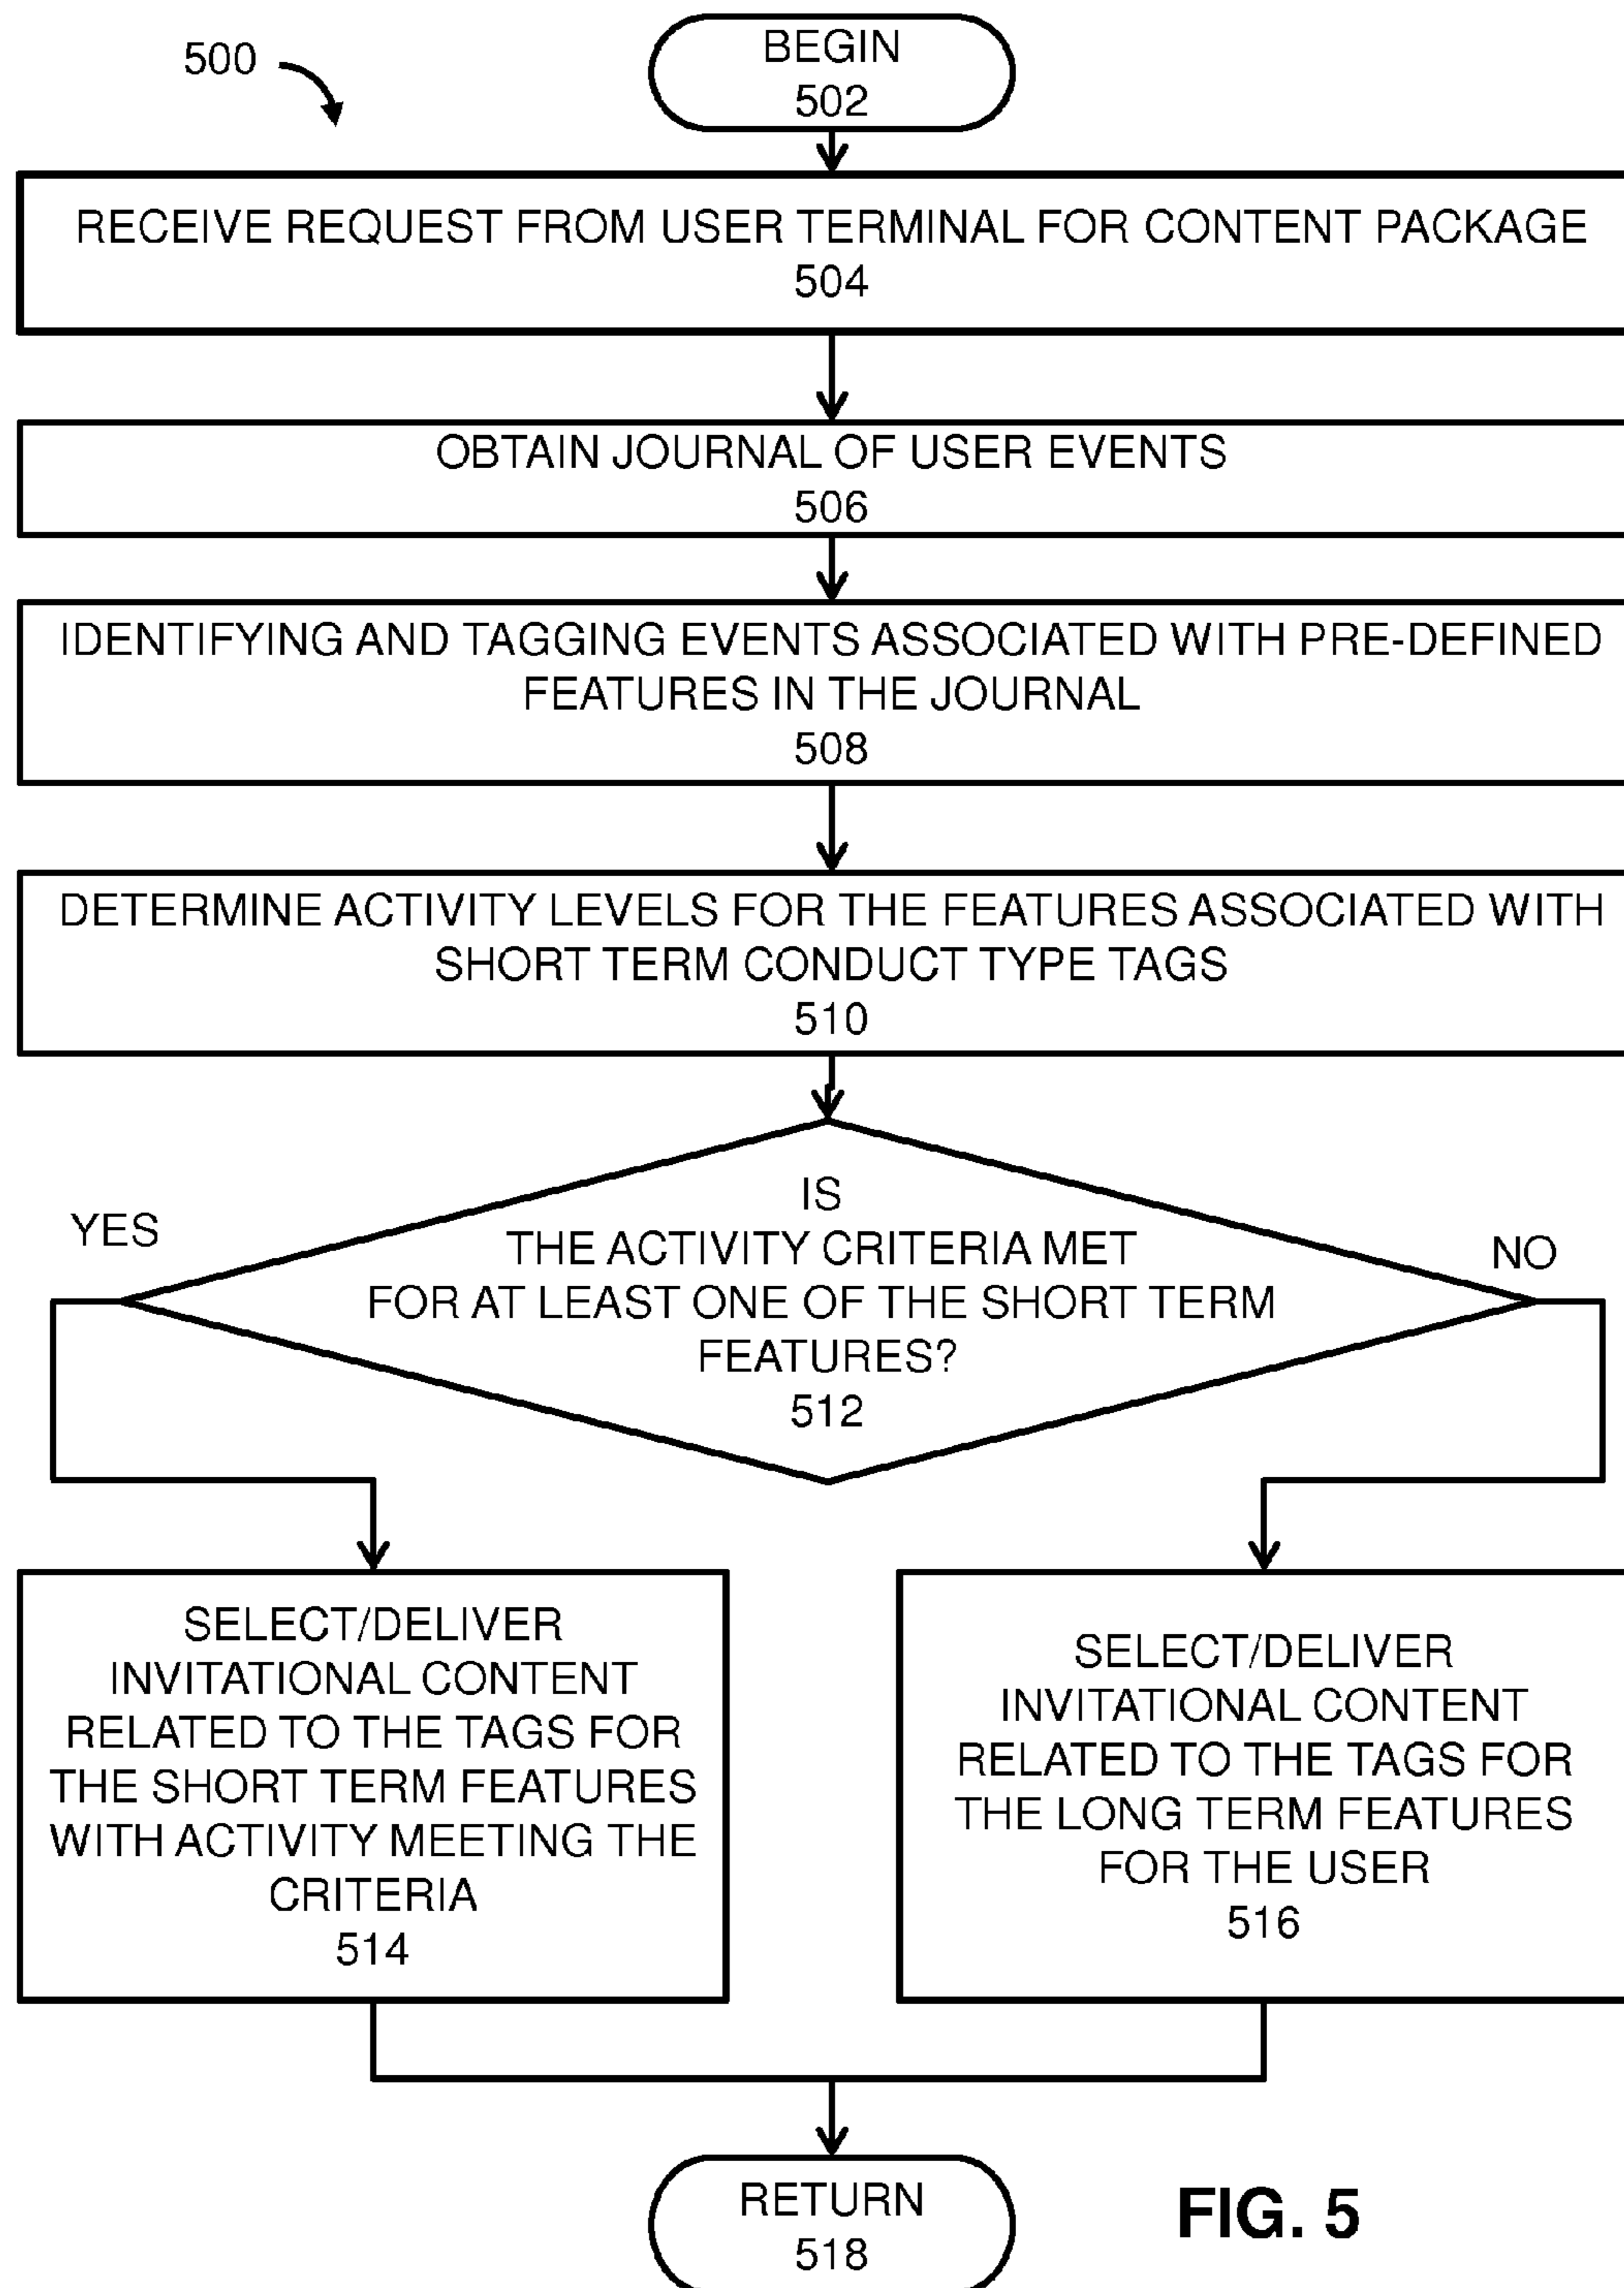 500
BEGIN
502
RECEIVE REQUEST FROM USER TERMINAL FOR CONTENT PACKAGE
504
OBTAIN JOURNAL OF USER EVENTS
506
IDENTIFYING AND TAGGING EVENTS ASSOCIATED WITH PRE-DEFINED
FEATURES IN THE JOURNAL
508
DETERMINE ACTIVITY LEVELS FOR THE FEATURES ASSOCIATED WITH
SHORT TERM CONDUCT TYPE TAGS
510
IS
THE ACTIVITY CRITERIA MET
FOR AT LEAST ONE OF THE SHORT TERM
FEATURES?
512
YES
NO
SELECT/DELIVER
INVITATIONAL CONTENT
RELATED TO THE TAGS FOR
THE SHORT TERM FEATURES
WITH ACTIVITY MEETING THE
CRITERIA
514
SELECT/DELIVER
INVITATIONAL CONTENT
RELATED TO THE TAGS FOR
THE LONG TERM FEATURES
FOR THE USER
516
RETURN
518
FIG. 5